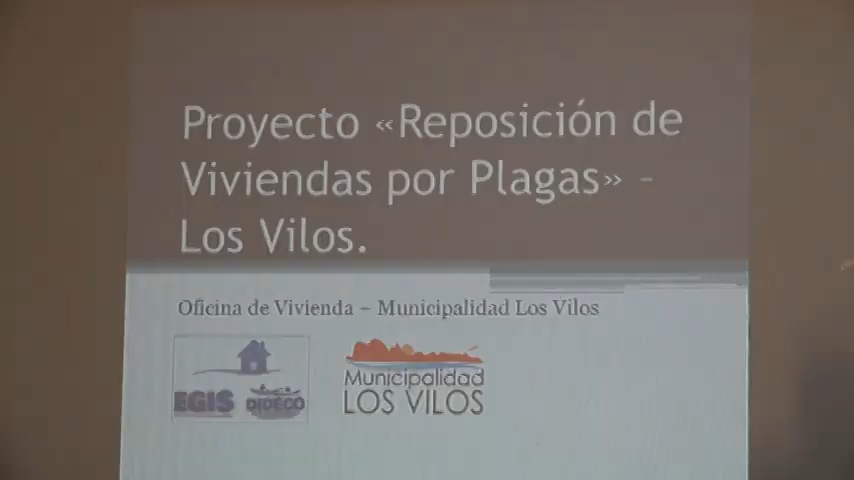 Proyecto «Reposición de
Viviendas por Plagas» –
Los Vilos.
Oficina de Vivienda – Municipalidad Los Vilos
EGIS DIDECO
Municipalidad
LOS VILOS